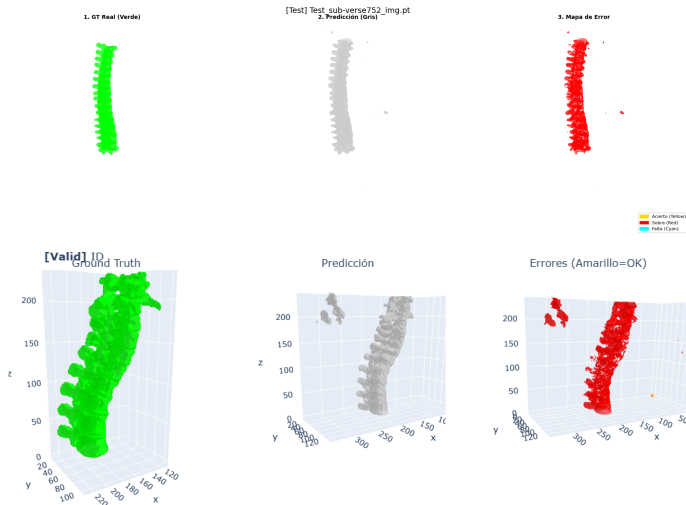 [Test] Test_sub-verse752_img.pt
1. GT Real (Verde)
2. Predicción (Gris)
3. Mapa de Error
Acierto (Yellow)
Sobra (Red)
Falta (Cyan)
[Valid] ID
Ground Truth
Predicción
Errores (Amarillo=OK)
200
150
100
50
0
z
20
40
60
80
100
y
220
200
180
160
140
120
x
200
150
100
50
0
z
120
y
300
250
200
150
x
200
150
100
50
0
120
y
300
250
200
150
100
50
x